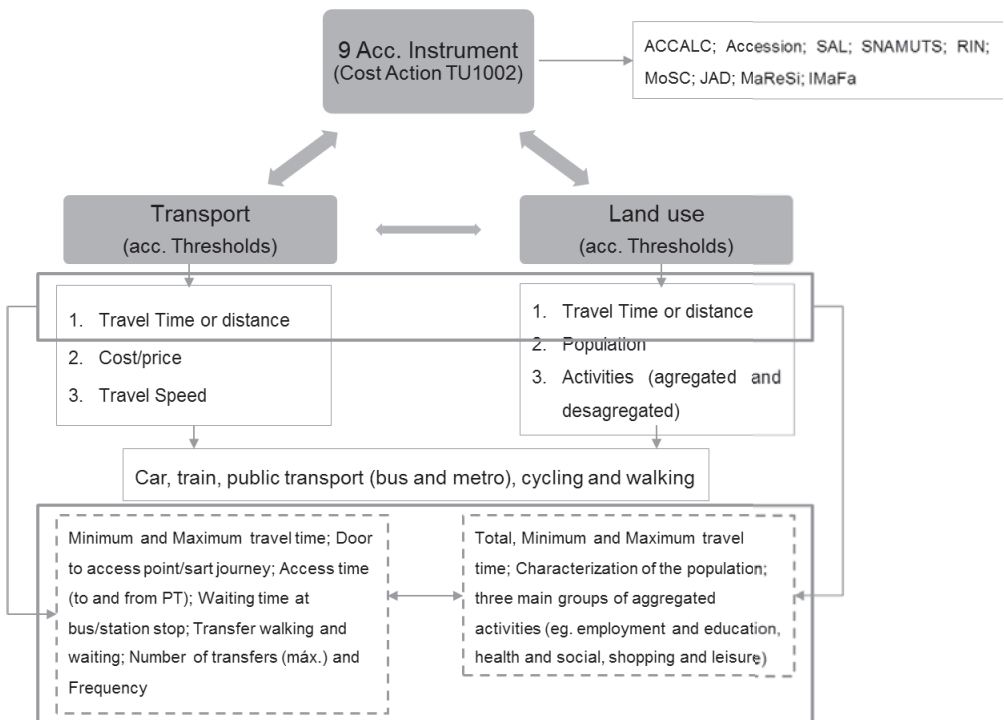 9 Acc. Instrument
(Cost Action TU1002)
ACCALC; Accession; SAL; SNAMUTS; RIN;
MoSC; JAD; MaReSi; IMaFa
Transport
(acc. Thresholds)
Land use
(acc. Thresholds)
1. Travel Time or distance
2. Cost/price
3. Travel Speed
1. Travel Time or distance
2. Population
3. Activities (agregated and
desagregated)
Car, train, public transport (bus and metro), cycling and walking
Minimum and Maximum travel time; Door
to access point/sart journey; Access time
(to and from PT); Waiting time at
bus/station stop; Transfer walking and
waiting; Number of transfers (máx.) and
Frequency
Total, Minimum and Maximum travel
time; Characterization of the population;
three main groups of aggregated
activities (eg. employment and education,
health and social, shopping and leisure)